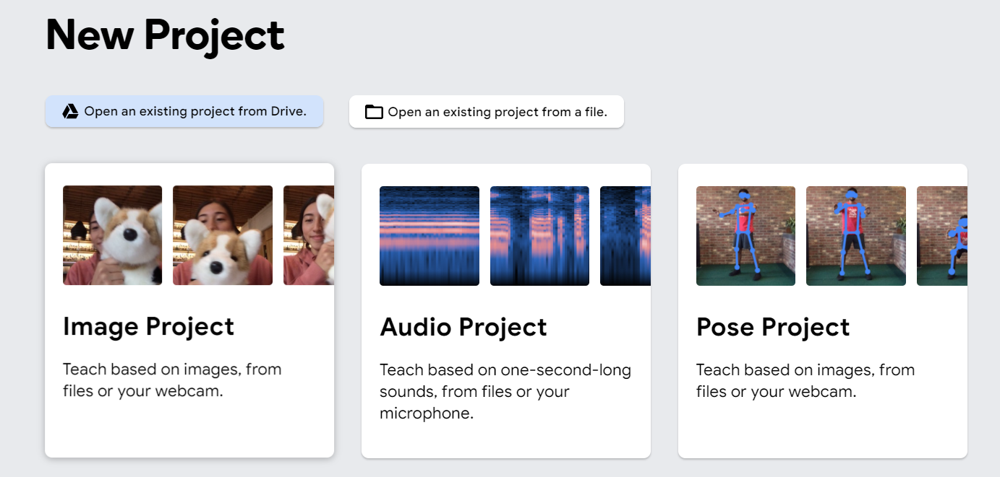 New Project
Open an existing project from Drive.
Open an existing project from a file.
Image Project
Teach based on images, from
files or your webcam.
Audio Project
Teach based on one-second-long
sounds, from files or your
microphone.
Pose Project
Teach based on images, from
files or your webcam.